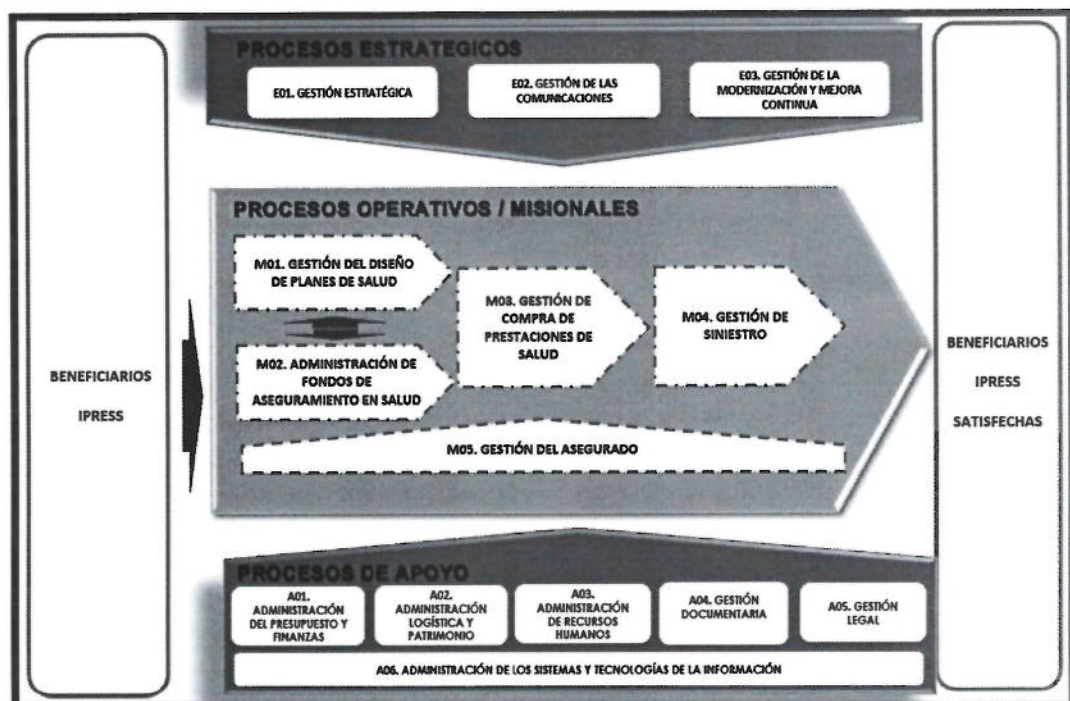 PROCESOS ESTRATEGICOS
E01. GESTIÓN ESTRATÉGICA
E02. GESTIÓN DE LAS
COMUNICACIONES
E03. GESTIÓN DE LA
MODERNIZACIÓN Y MEJORA
CONTINUA
BENEFICIARIOS
IPRESS
PROCESOS OPERATIVOS / MISIONALES
M01. GESTIÓN DEL DISEÑO
DE PLANES DE SALUD
M02. ADMINISTRACIÓN DE
FONDOS DE
ASEGURAMIENTO EN SALUD
M03. GESTIÓN DE
COMPRA DE
PRESTACIONES DE
SALUD
M04. GESTIÓN DE
SINIESTRO
M05. GESTIÓN DEL ASEGURADO
BENEFICIARIOS
IPRESS
SATISFECHAS
PROCESOS DE APOYO
A01.
ADMINISTRACIÓN
DEL PRESUPUESTO Y
FINANZAS
A02.
ADMINISTRACIÓN
LOGÍSTICA Y
PATRIMONIO
A03.
ADMINISTRACIÓN
DE RECURSOS
HUMANOS
A04. GESTIÓN
DOCUMENTARIA
A05. GESTIÓN
LEGAL
A06. ADMINISTRACIÓN DE LOS SISTEMAS Y TECNOLOGÍAS DE LA INFORMACIÓN